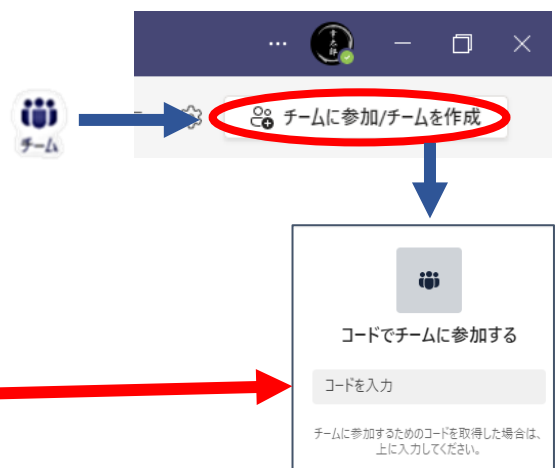 幸太郎
チーム
チームに参加/チームを作成
コードでチームに参加する
コードを入力
チームに参加するためのコードを取得した場合は、
上に入力してください。